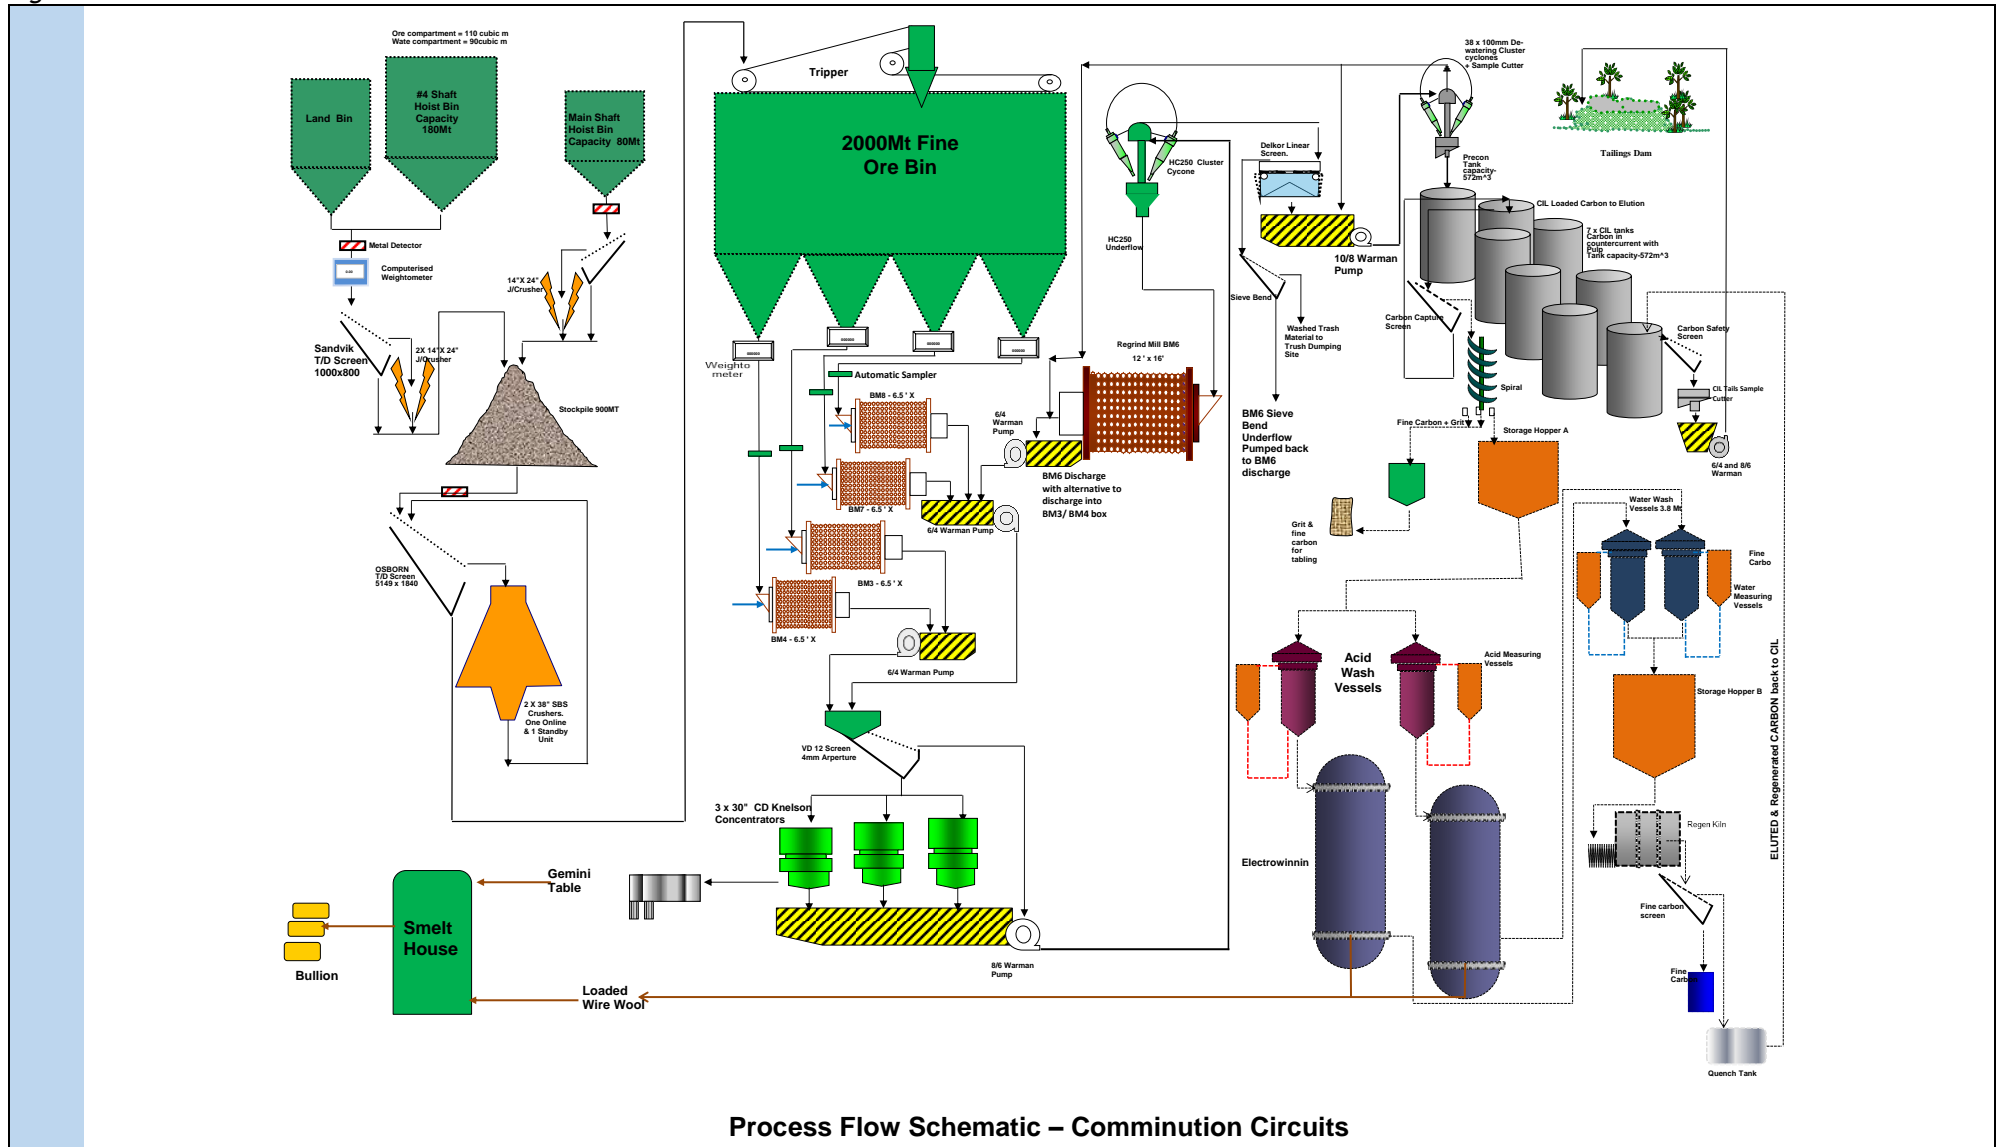 Ore compartment = 110 cubic m
Wate compartment = 90cubic m
Land Bin
#4 Shaft
Hoist Bin
Capacity
180Mt
Main Shaft
Hoist Bin
Capacity 80Mt
Metal Detector
Computerised
Weightometer
14"X 24"
J/Crusher
Sandvik
T/D Screen
1000x800
2X 14"X 24"
J/Crusher
Stockpile 900MT
OSBORN
T/D Screen
5149 x 1840
2 X 38" SBS
Crushers.
One Online
& 1 Standby
Unit
Tripper
2000Mt Fine
Ore Bin
Weighto
meter
Automatic Sampler
BM8 - 6.5 ' X
BM7 - 6.5 ' X
BM3 - 6.5 ' X
BM4 - 6.5 ' X
6/4 Warman Pump
6/4 Warman Pump
6/4
Warman
Pump
VD 12 Screen
4mm Arperture
3 x 30" CD Knelson
Concentrators
8/6 Warman
Pump
Gemini
Table
Smelt
House
Bullion
Loaded
Wire Wool
HC250 Cluster
Cycone
HC250
Underflow
Regrind Mill BM6
12 ' x 16'
BM6 Discharge
with alternative to
discharge into
BM3/ BM4 box
Delkor Linear
Screen.
Sieve Bend
Washed Trash
Material to
Trush Dumping
Site
BM6 Sieve
Bend
Underflow
Pumped back
to BM6
discharge
10/8 Warman
Pump
38 x 100mm De-
watering Cluster
cyclones
+ Sample Cutter
Precon
Tank
capacity-
572m^3
Tailings Dam
CIL Loaded Carbon to Elution
7 x CIL tanks
Carbon in
countercurrent with
Pulp
Tank capacity-572m^3
Carbon Capture
Screen
Spiral
Carbon Safety
Screen
CIL Tails Sample
Cutter
6/4 and 8/6
Warman
Fine Carbon + Grit
Storage Hopper A
Grit &
fine
carbon
for
tabling
Water Wash
Vessels 3.8 Mt
Fine
Carbo
Water
Measuring
Vessels
Acid
Wash
Vessels
Acid Measuring
Vessels
Storage Hopper B
Electrowinnin
Regen Kiln
Fine carbon
screen
Fine
Carbon
Quench Tank
ELUTED & Regenerated CARBON back to CIL
Process Flow Schematic – Comminution Circuits